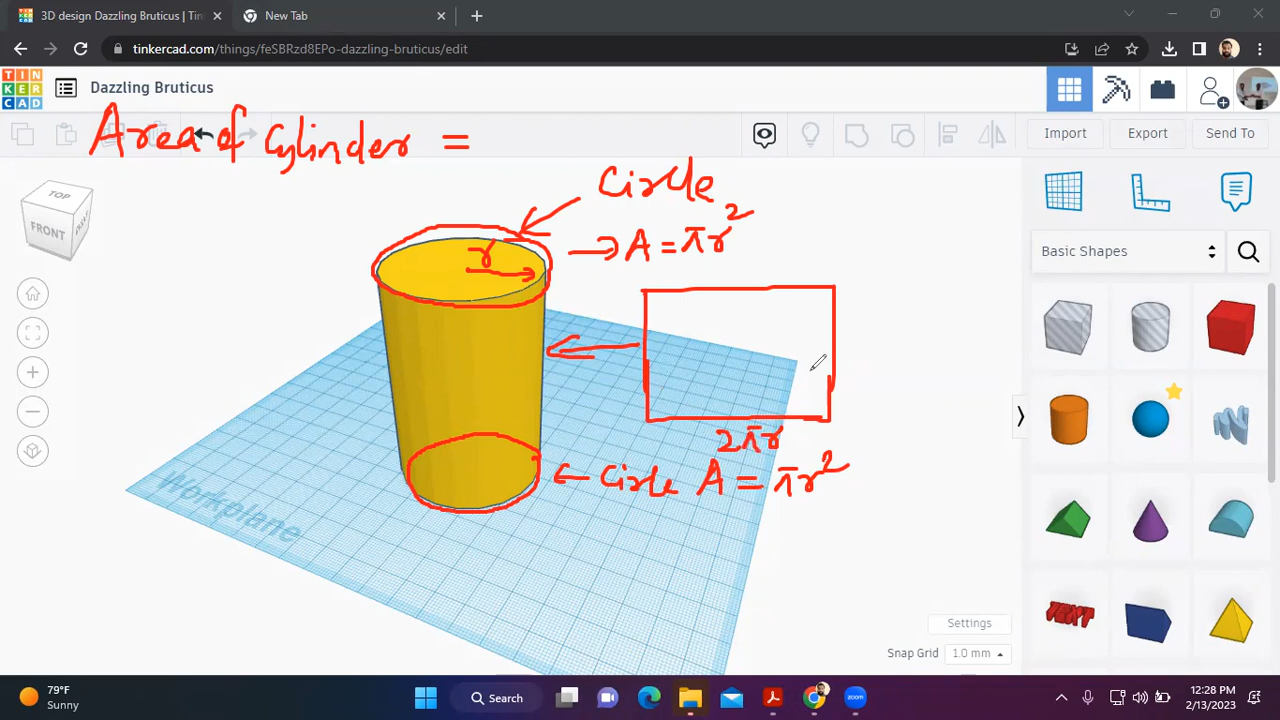 3D design Dazzling Bruticus | Tin
New Tab
tinkercad.com/things/feSBRzd8EPo-dazzling-bruticus/edit
TIN
KER
CAD
Dazzling Bruticus
Import
Export
Send To
Area of Cylinder =
Circle
TOP
FRONT
r
→ A = πr²
Basic Shapes
2πr
← Circle A = πr²
Workplane
TEXT
Settings
Snap Grid
1.0 mm
79°F
Sunny
Search
12:28 PM
2/13/2023